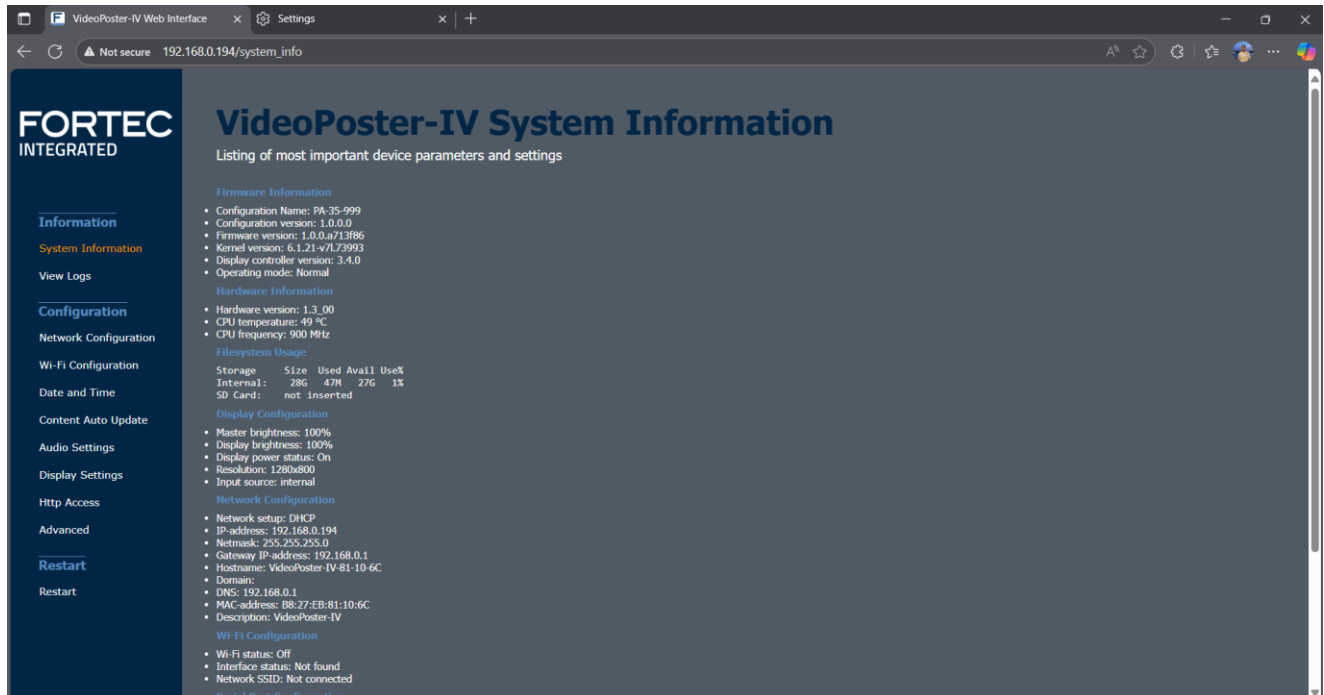 VideoPoster-IV Web Interface
Settings
Not secure 192.168.0.194/system_info
FORTEC
INTEGRATED
Information
System Information
View Logs
Configuration
Network Configuration
Wi-Fi Configuration
Date and Time
Content Auto Update
Audio Settings
Display Settings
Http Access
Advanced
Restart
Restart
VideoPoster-IV System Information
Listing of most important device parameters and settings
Firmware Information
• Configuration Name: PA-35-999
• Configuration version: 1.0.0.0
• Firmware version: 1.0.0.a713f86
• Kernel version: 6.1.21-v7l.73993
• Display controller version: 3.4.0
• Operating mode: Normal
Hardware Information
• Hardware version: 1.3_00
• CPU temperature: 49 ºC
• CPU frequency: 900 MHz
Filesystem Usage
Storage Size Used Avail Use%
Internal: 28G 47M 27G 1%
SD Card: not inserted
Display Configuration
• Master brightness: 100%
• Display brightness: 100%
• Display power status: On
• Resolution: 1280x800
• Input source: internal
Network Configuration
• Network setup: DHCP
• IP-address: 192.168.0.194
• Netmask: 255.255.255.0
• Gateway IP-address: 192.168.0.1
• Hostname: VideoPoster-IV-81-10-6C
• Domain:
• DNS: 192.168.0.1
• MAC-address: B8:27:EB:81:10:6C
• Description: VideoPoster-IV
Wi-Fi Configuration
• Wi-Fi status: Off
• Interface status: Not found
• Network SSID: Not connected